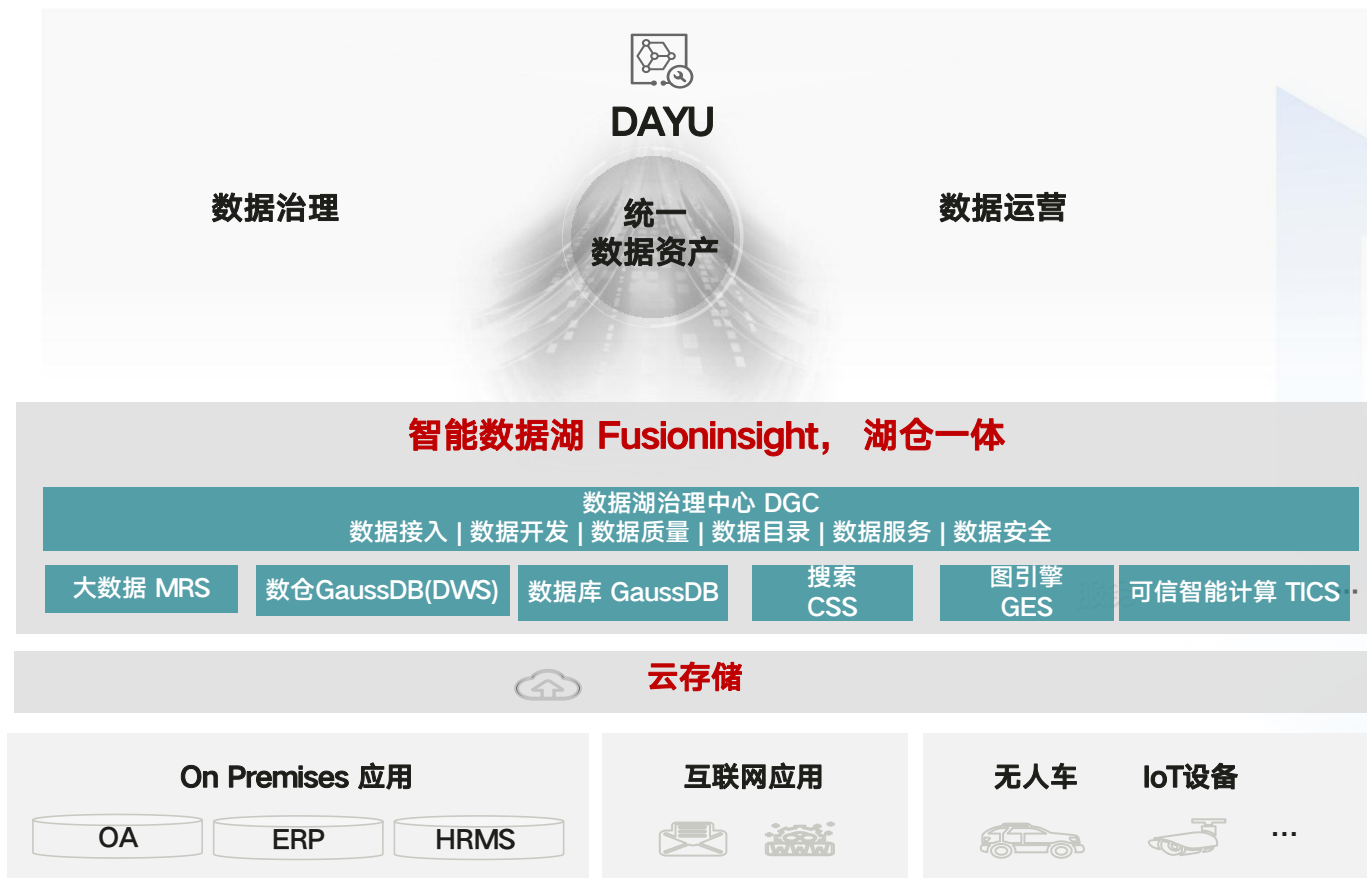 DAYU
数据治理
统一
数据资产
数据运营
智能数据湖 Fusioninsight， 湖仓一体
数据湖治理中心 DGC
数据接入 | 数据开发 | 数据质量 | 数据目录 | 数据服务 | 数据安全
大数据 MRS
数仓GaussDB(DWS)
数据库 GaussDB
搜索
CSS
图引擎
GES
可信智能计算 TICS
...
云存储
On Premises 应用
OA
ERP
HRMS
互联网应用
无人车
IoT设备
...